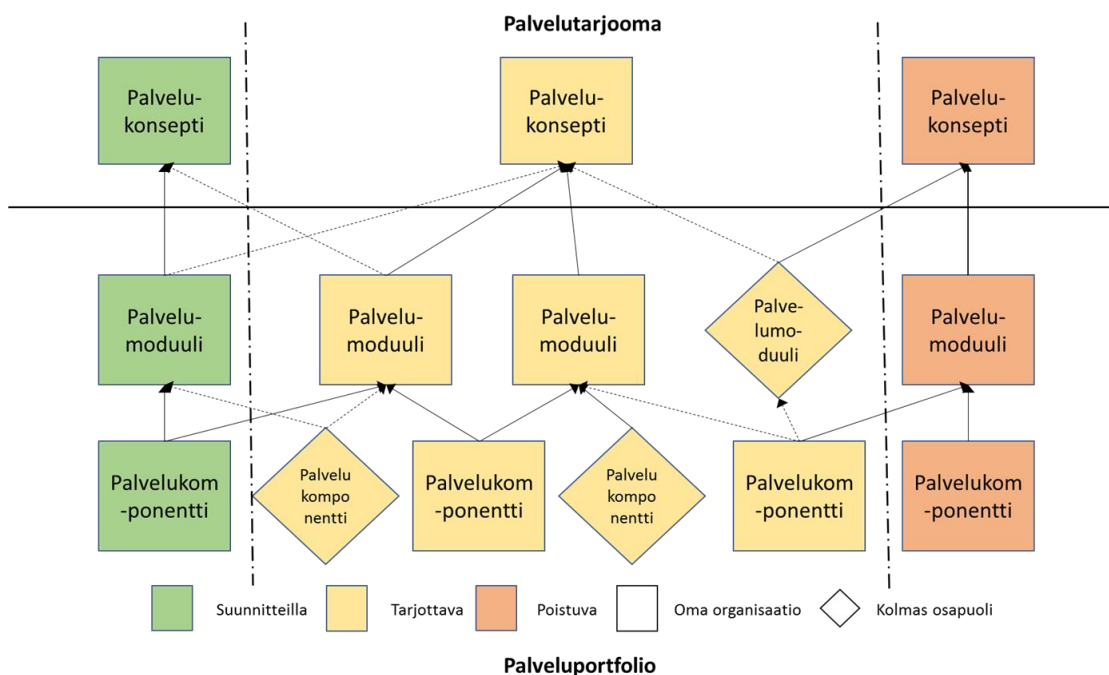 Palvelutarjooma
Palvelu-
konsepti
Palvelu-
konsepti
Palvelu-
konsepti
Palvelu-
moduuli
Palvelu-
moduuli
Palvelu-
moduuli
Palve-
lumo-
duuli
Palvelu-
moduuli
Palvelukom
-ponentti
Palvelu
kompo
nentti
Palvelukom
-ponentti
Palvelu
kompo
nentti
Palvelukom
-ponentti
Palvelukom
-ponentti
Suunnitteilla
Tarjottava
Poistuva
Oma organisaatio
Kolmas osapuoli
Palveluportfolio